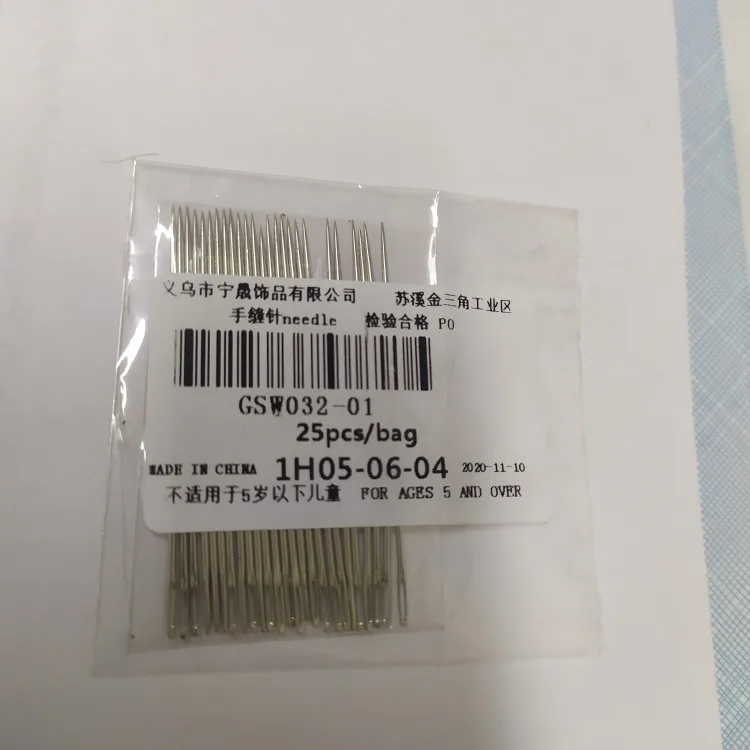 义乌市宁晟饰品有限公司 苏溪金三角工业区
手缝针needle 检验合格 P0
GSW032-01
25pcs/bag
MADE IN CHINA 1H05-06-04 2020-11-10
不适用于5岁以下儿童 FOR AGES 5 AND OVER